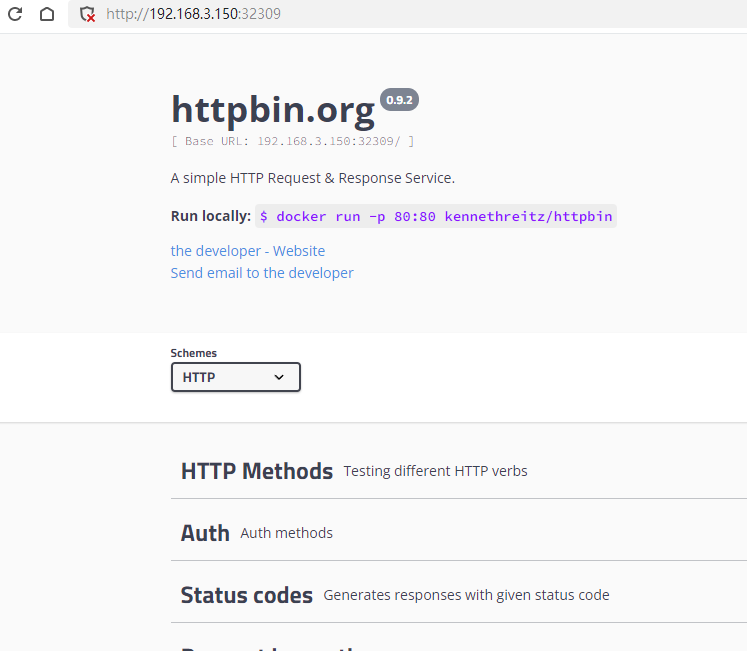 http://192.168.3.150:32309
httpbin.org 0.9.2
[ Base URL: 192.168.3.150:32309/ ]
A simple HTTP Request & Response Service.
Run locally: $ docker run -p 80:80 kennethreitz/httpbin
the developer - Website
Send email to the developer
Schemes
HTTP
HTTP Methods Testing different HTTP verbs
Auth Auth methods
Status codes Generates responses with given status code